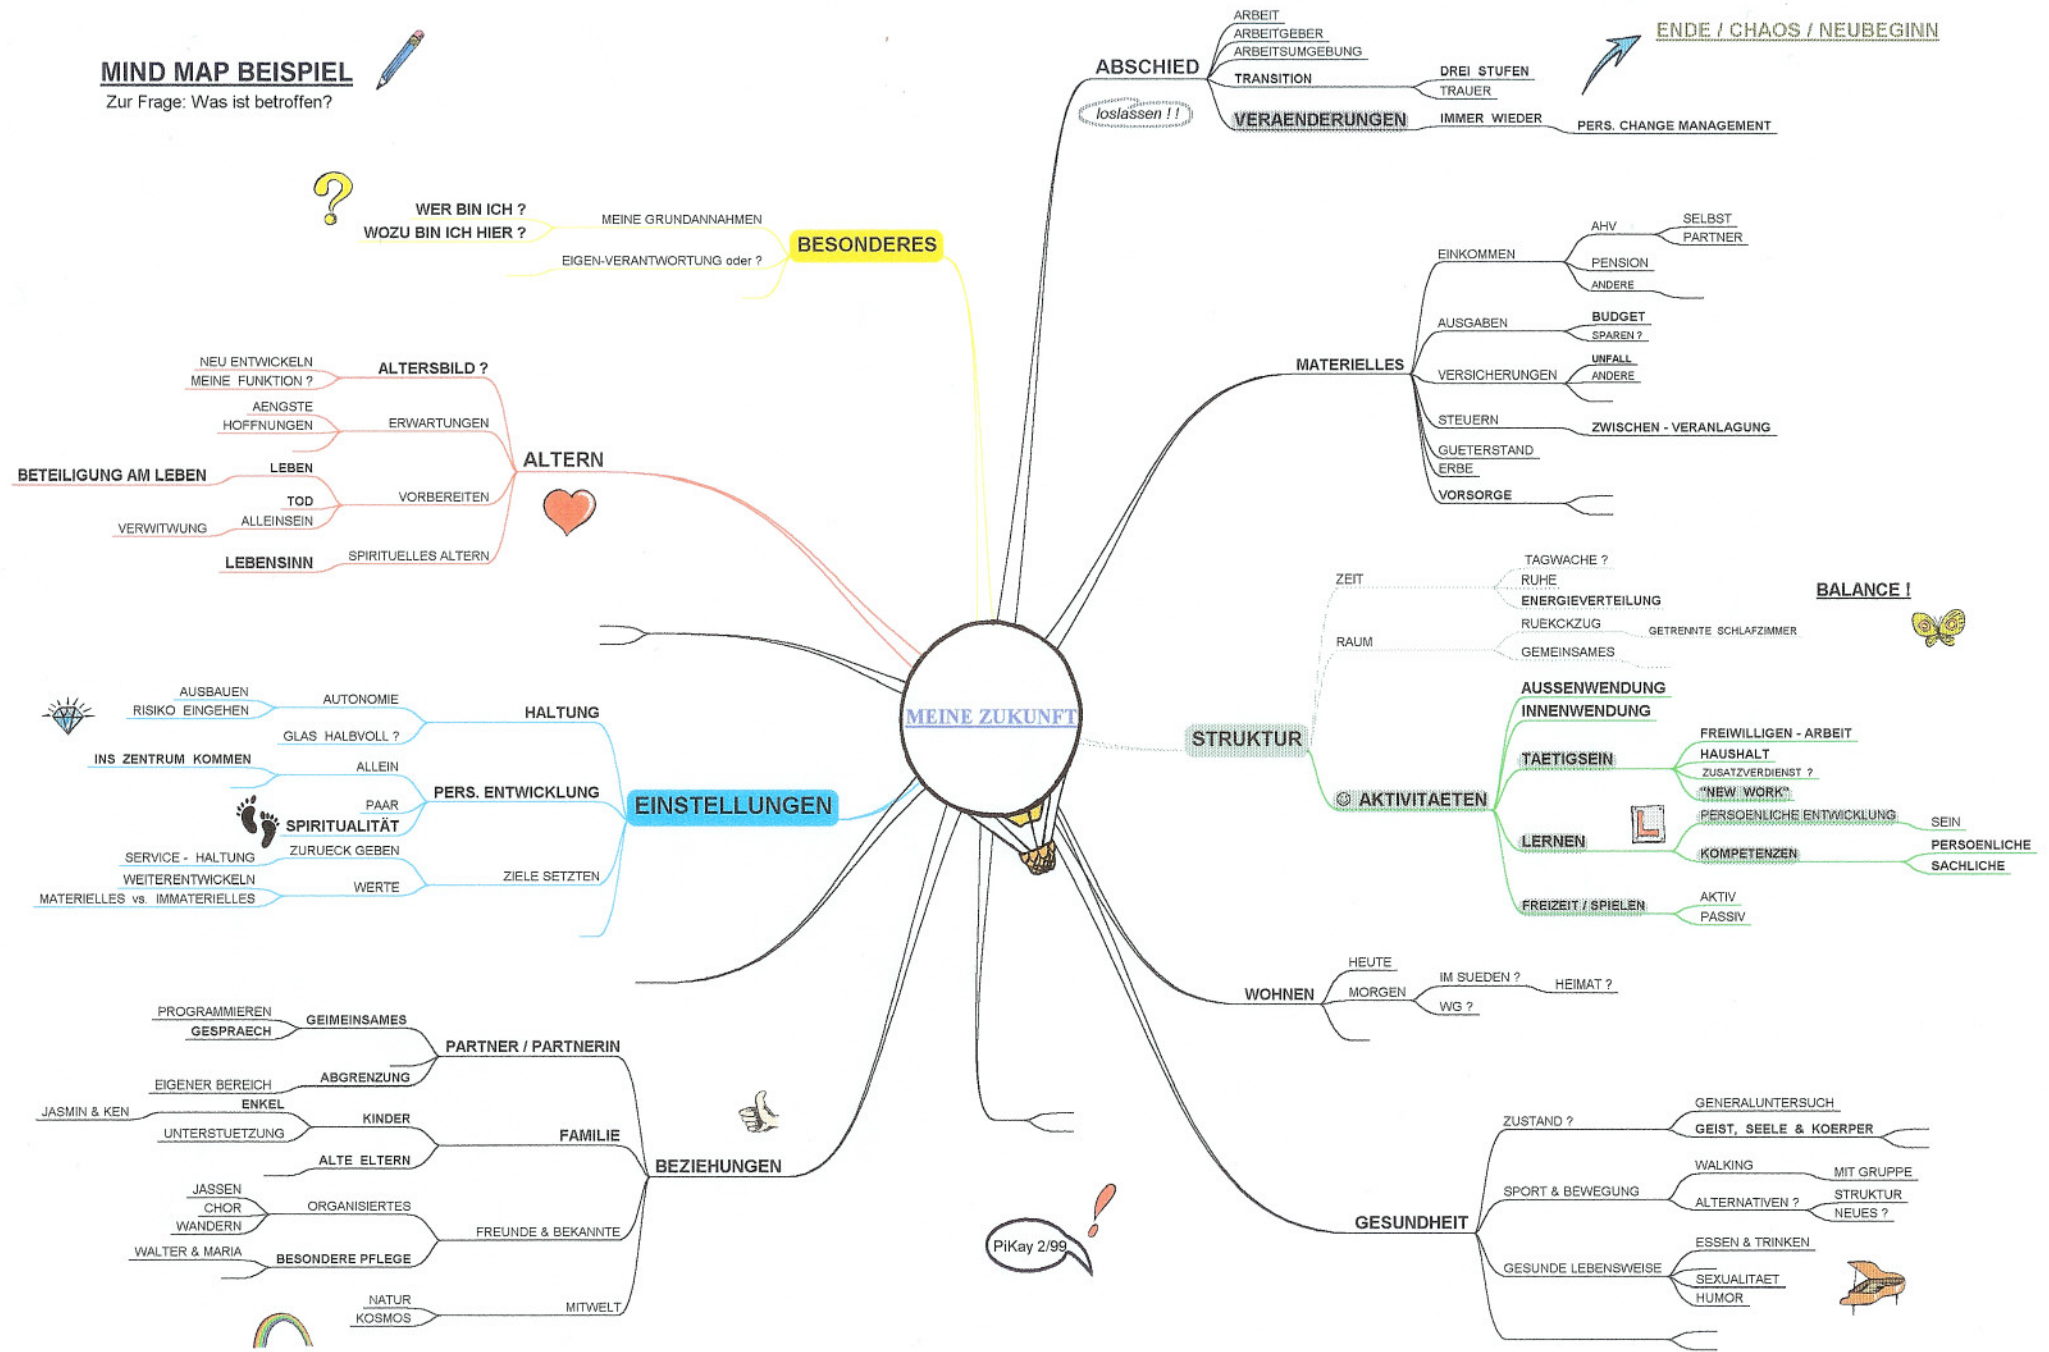 MIND MAP BEISPIEL
Zur Frage: Was ist betroffen?
ENDE / CHAOS / NEUBEGINN
MEINE ZUKUNFT
ABSCHIED
loslassen ! !
ARBEIT
ARBEITGEBER
ARBEITSUMGEBUNG
TRANSITION
DREI STUFEN
TRAUER
VERAENDERUNGEN
IMMER WIEDER
PERS. CHANGE MANAGEMENT
MATERIELLES
EINKOMMEN
AHV
SELBST
PARTNER
PENSION
ANDERE
AUSGABEN
BUDGET
SPAREN ?
VERSICHERUNGEN
UNFALL
ANDERE
STEUERN
ZWISCHEN - VERANLAGUNG
GUETERSTAND
ERBE
VORSORGE
STRUKTUR
BALANCE !
ZEIT
TAGWACHE ?
RUHE
ENERGIEVERTEILUNG
RAUM
RUEKCKZUG
GETRENNTE SCHLAFZIMMER
GEMEINSAMES
☺ AKTIVITAETEN
AUSSENWENDUNG
INNENWENDUNG
TAETIGSEIN
FREIWILLIGEN - ARBEIT
HAUSHALT
ZUSATZVERDIENST ?
"NEW WORK"
LERNEN
L
PERSOENLICHE ENTWICKLUNG
SEIN
KOMPETENZEN
PERSOENLICHE
SACHLICHE
FREIZEIT / SPIELEN
AKTIV
PASSIV
WOHNEN
HEUTE
MORGEN
IM SUEDEN ?
HEIMAT ?
WG ?
GESUNDHEIT
ZUSTAND ?
GENERALUNTERSUCH
GEIST, SEELE & KOERPER
SPORT & BEWEGUNG
WALKING
MIT GRUPPE
ALTERNATIVEN ?
STRUKTUR
NEUES ?
GESUNDE LEBENSWEISE
ESSEN & TRINKEN
SEXUALITAET
HUMOR
PiKay 2/99
BESONDERES
MEINE GRUNDANNAHMEN
WER BIN ICH ?
WOZU BIN ICH HIER ?
EIGEN-VERANTWORTUNG oder ?
ALTERN
ALTERSBILD ?
NEU ENTWICKELN
MEINE FUNKTION ?
ERWARTUNGEN
AENGSTE
HOFFNUNGEN
VORBEREITEN
LEBEN
BETEILIGUNG AM LEBEN
TOD
ALLEINSEIN
VERWITWUNG
SPIRITUELLES ALTERN
LEBENSINN
EINSTELLUNGEN
HALTUNG
AUTONOMIE
AUSBAUEN
RISIKO EINGEHEN
GLAS HALBVOLL ?
PERS. ENTWICKLUNG
ALLEIN
INS ZENTRUM KOMMEN
PAAR
SPIRITUALITÄT
ZIELE SETZTEN
ZURUECK GEBEN
SERVICE - HALTUNG
WERTE
WEITERENTWICKELN
MATERIELLES vs. IMMATERIELLES
BEZIEHUNGEN
PARTNER / PARTNERIN
GEIMEINSAMES
PROGRAMMIEREN
GESPRAECH
ABGRENZUNG
EIGENER BEREICH
FAMILIE
KINDER
ENKEL
JASMIN & KEN
UNTERSTUETZUNG
ALTE ELTERN
FREUNDE & BEKANNTE
ORGANISIERTES
JASSEN
CHOR
WANDERN
BESONDERE PFLEGE
WALTER & MARIA
MITWELT
NATUR
KOSMOS